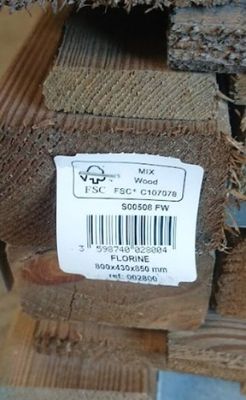 MIX
Wood
FSC
FSC® C107078
S00508 FW
3 598740 028004
FLORINE
800x430x850 mm
ref: 002800